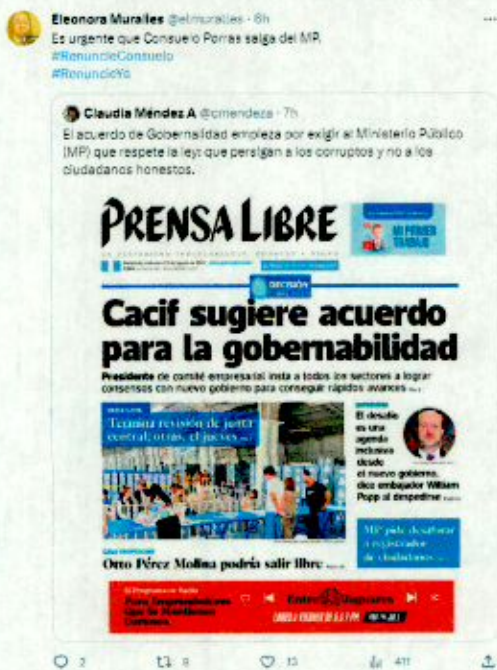 Eleonora Muralles @elmuralles · 6h
Es urgente que Consuelo Porras salga del MP.
#RenuncieConsuelo
#RenuncieYa
Claudia Méndez A @cmendeza · 7h
El acuerdo de Gobernalidad empieza por exigir al Ministerio Público
(MP) que respete la ley: que persigan a los corruptos y no a los
ciudadanos honestos.
PRENSA LIBRE
MI PRIMER
TRABAJO
DECISIÓN
Cacif sugiere acuerdo
para la gobernabilidad
Presidente de comité empresarial insta a todos los sectores a lograr
consensos con nuevo gobierno para conseguir rápidos avances
Termina revisión de junta
central; otras, el jueves
El desafío
es una
agenda
inclusiva
desde
el nuevo gobierno,
dice embajador William
Popp al despedirse
MP pide desaforar
a registrador
de ciudadanos
Otto Pérez Molina podría salir libre
2
8
13
411